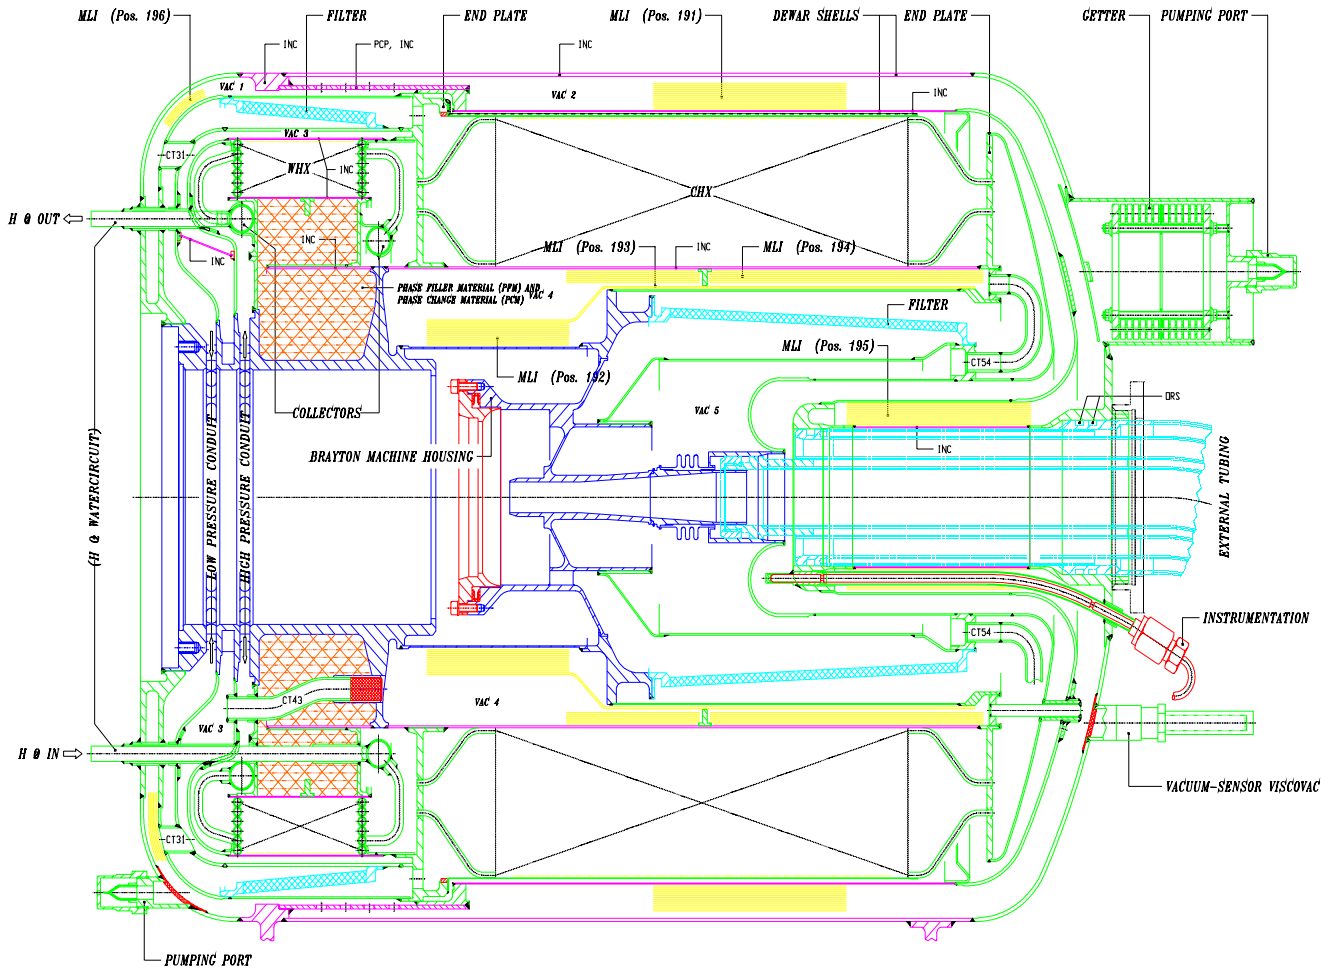 MLI (Pos. 196)
FILTER
END PLATE
MLI (Pos. 191)
DEWAR SHELLS
END PLATE
GETTER
PUMPING PORT
INC
PCP, INC
INC
VAC 1
VAC 2
INC
VAC 3
CT31
WHX
INC
CHX
H @ OUT
INC
INC
MLI (Pos. 193)
INC
MLI (Pos. 194)
PHASE FILLER MATERIAL (PFM) AND
PHASE CHANGE MATERIAL (PCM)
VAC 4
FILTER
MLI (Pos. 195)
CT54
MLI (Pos. 192)
COLLECTORS
VAC 5
ORS
INC
BRAYTON MACHINE HOUSING
(H @ WATERCIRCUIT)
LOW PRESSURE CONDUIT
HIGH PRESSURE CONDUIT
EXTERNAL TUBING
INSTRUMENTATION
CT54
CT43
VAC 4
VAC 3
H @ IN
VACUUM-SENSOR VISCOVAC
CT31
PUMPING PORT